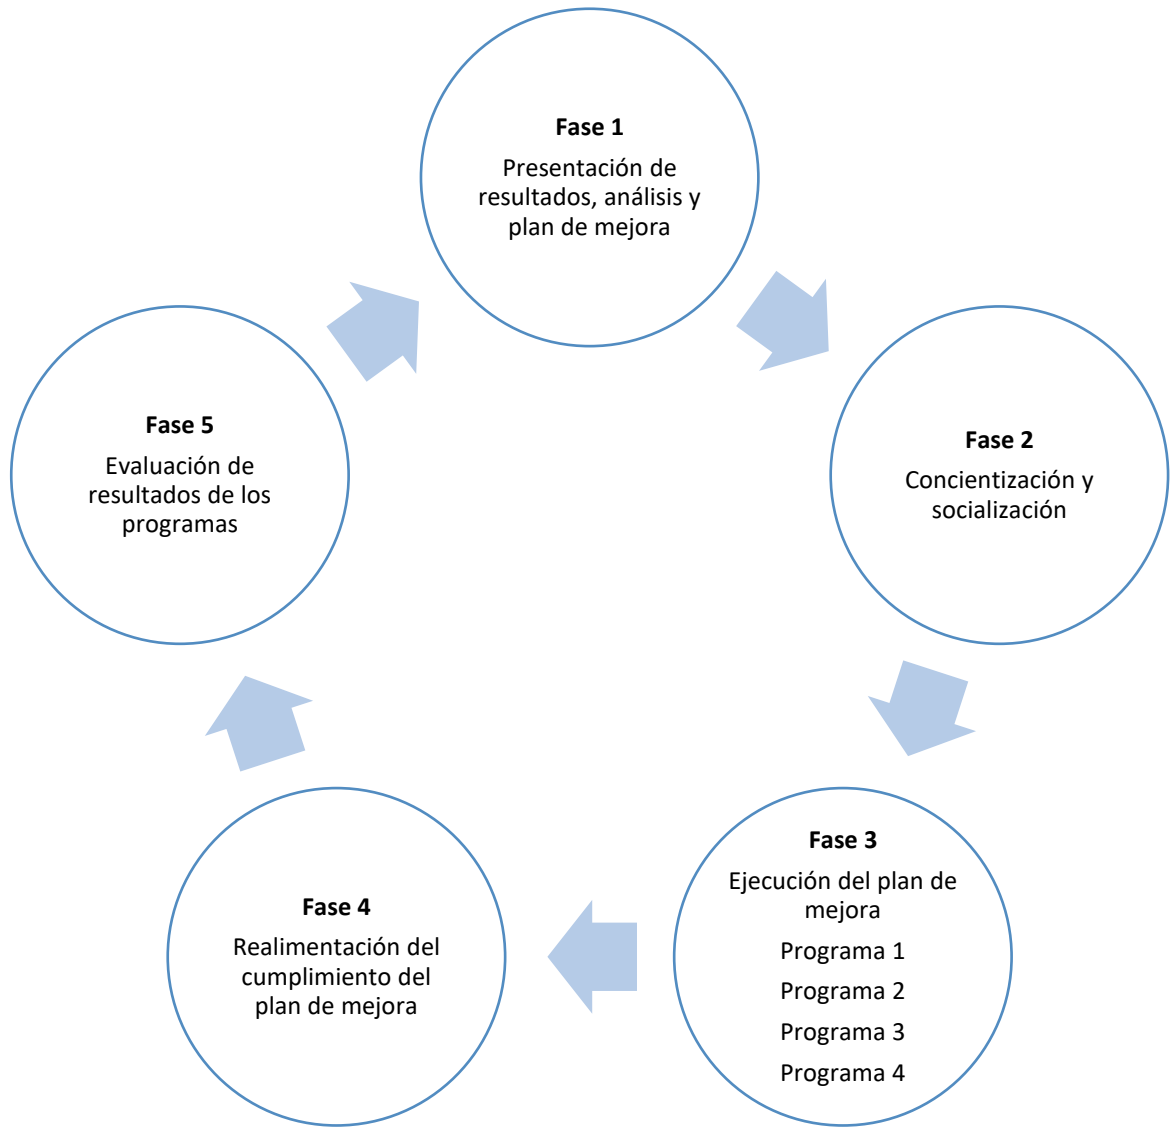 Fase 1
Presentación de
resultados, análisis y
plan de mejora
Fase 2
Concientización y
socialización
Fase 3
Ejecución del plan de
mejora
Programa 1
Programa 2
Programa 3
Programa 4
Fase 4
Realimentación del
cumplimiento del
plan de mejora
Fase 5
Evaluación de
resultados de los
programas